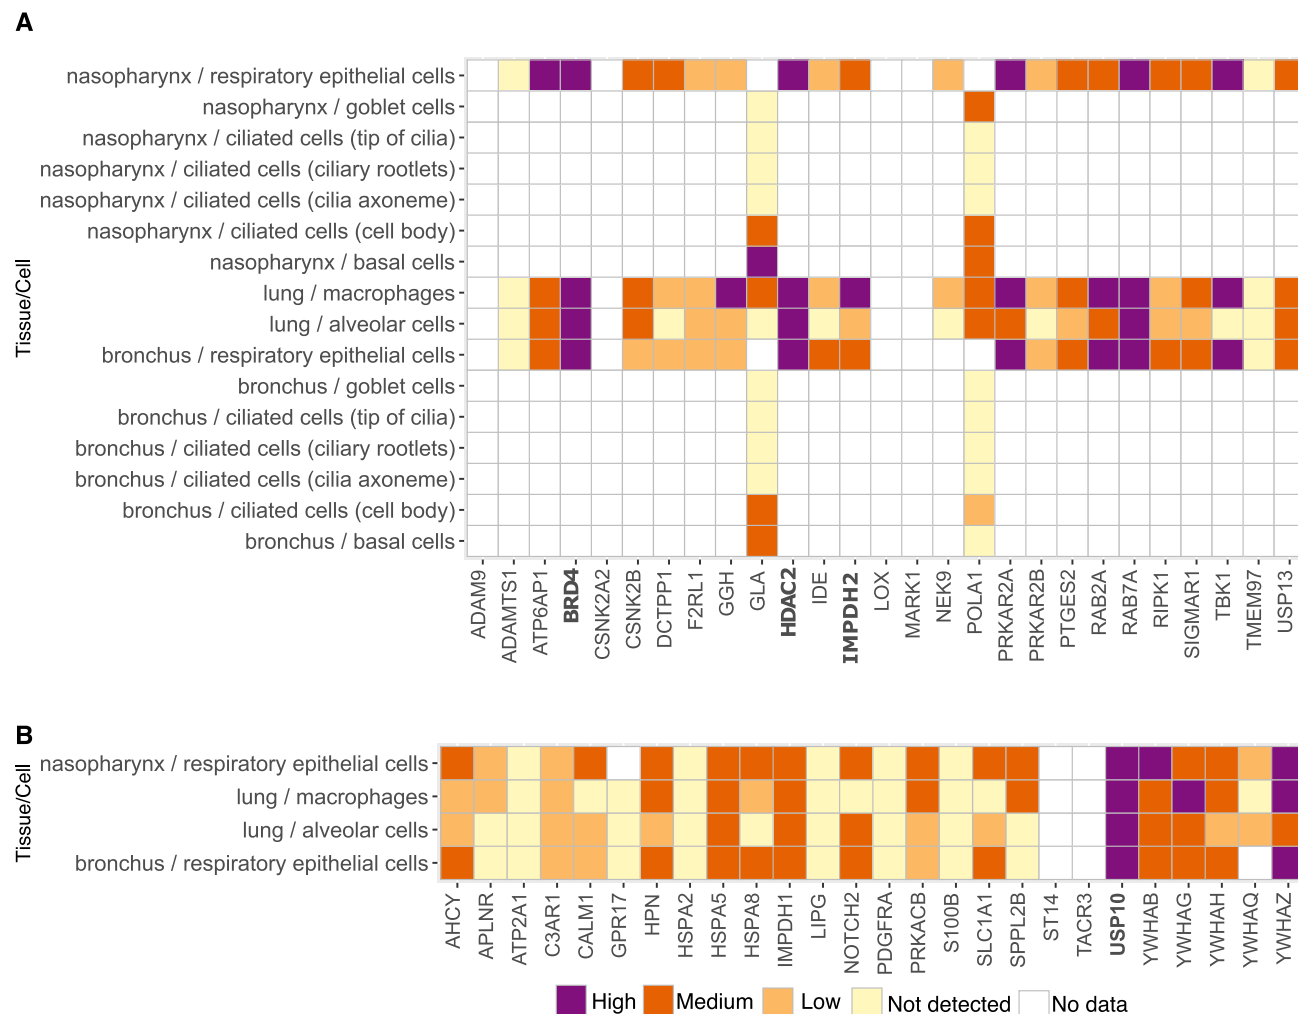 A
Tissue/Cell
nasopharynx / respiratory epithelial cells
nasopharynx / goblet cells
nasopharynx / ciliated cells (tip of cilia)
nasopharynx / ciliated cells (ciliary rootlets)
nasopharynx / ciliated cells (cilia axoneme)
nasopharynx / ciliated cells (cell body)
nasopharynx / basal cells
lung / macrophages
lung / alveolar cells
bronchus / respiratory epithelial cells
bronchus / goblet cells
bronchus / ciliated cells (tip of cilia)
bronchus / ciliated cells (ciliary rootlets)
bronchus / ciliated cells (cilia axoneme)
bronchus / ciliated cells (cell body)
bronchus / basal cells
ADAM9
ADAMTS1
ATP6AP1
BRD4
CSNK2A2
CSNK2B
DCTPP1
F2RL1
GGH
GLA
HDAC2
IDE
IMPDH2
LOX
MARK1
NEK9
POLA1
PRKAR2A
PRKAR2B
PTGES2
RAB2A
RAB7A
RIPK1
SIGMAR1
TBK1
TMEM97
USP13
B
Tissue/Cell
nasopharynx / respiratory epithelial cells
lung / macrophages
lung / alveolar cells
bronchus / respiratory epithelial cells
AHCY
APLNR
ATP2A1
C3AR1
CALM1
GPR17
HPN
HSPA2
HSPA5
HSPA8
IMPDH1
LIPG
NOTCH2
PDGFRA
PRKACB
S100B
SLC1A1
SPPL2B
ST14
TACR3
USP10
YWHAB
YWHAG
YWHAH
YWHAQ
YWHAZ
High Medium Low Not detected No data